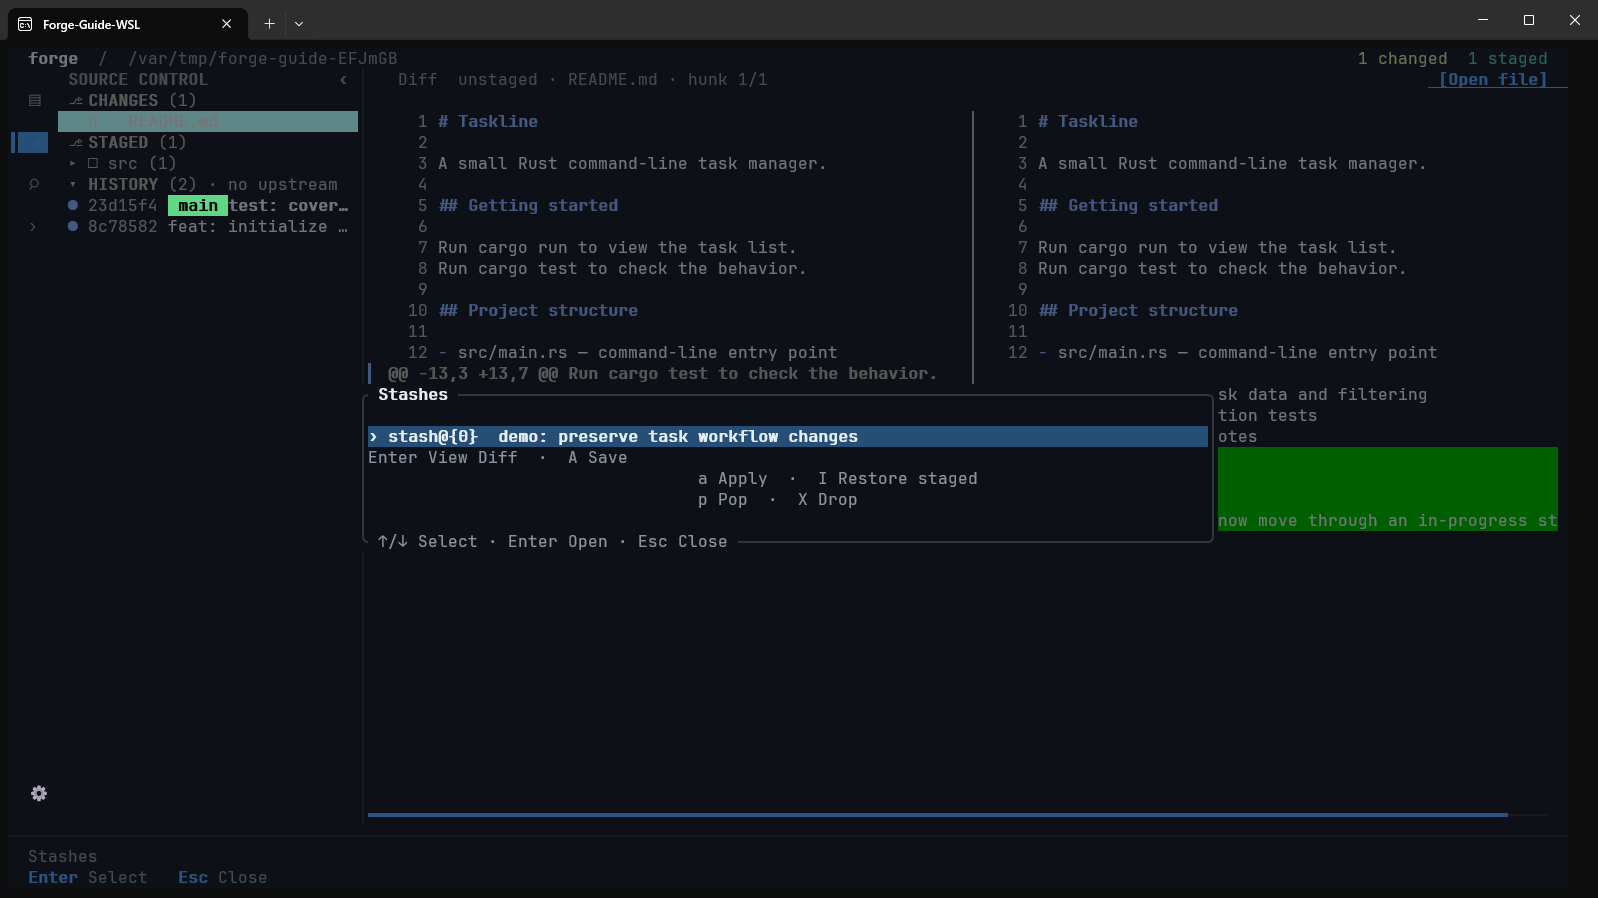 Forge-Guide-WSL
forge / /var/tmp/forge-guide-EFJmGB
1 changed 1 staged
SOURCE CONTROL ‹
CHANGES (1)
M · README.md
STAGED (1)
▸ □ src (1)
▾ HISTORY (2) · no upstream
● 23d15f4 main test: cover…
● 8c78582 feat: initialize …
Diff unstaged · README.md · hunk 1/1
[Open file]
1 # Taskline
2
3 A small Rust command-line task manager.
4
5 ## Getting started
6
7 Run cargo run to view the task list.
8 Run cargo test to check the behavior.
9
10 ## Project structure
11
12 - src/main.rs — command-line entry point
@@ -13,3 +13,7 @@ Run cargo test to check the behavior.
1 # Taskline
2
3 A small Rust command-line task manager.
4
5 ## Getting started
6
7 Run cargo run to view the task list.
8 Run cargo test to check the behavior.
9
10 ## Project structure
11
12 - src/main.rs — command-line entry point
sk data and filtering
tion tests
otes
now move through an in-progress st
Stashes
› stash@{0} demo: preserve task workflow changes
Enter View Diff · A Save
a Apply · I Restore staged
p Pop · X Drop
↑/↓ Select · Enter Open · Esc Close
Stashes
Enter Select Esc Close